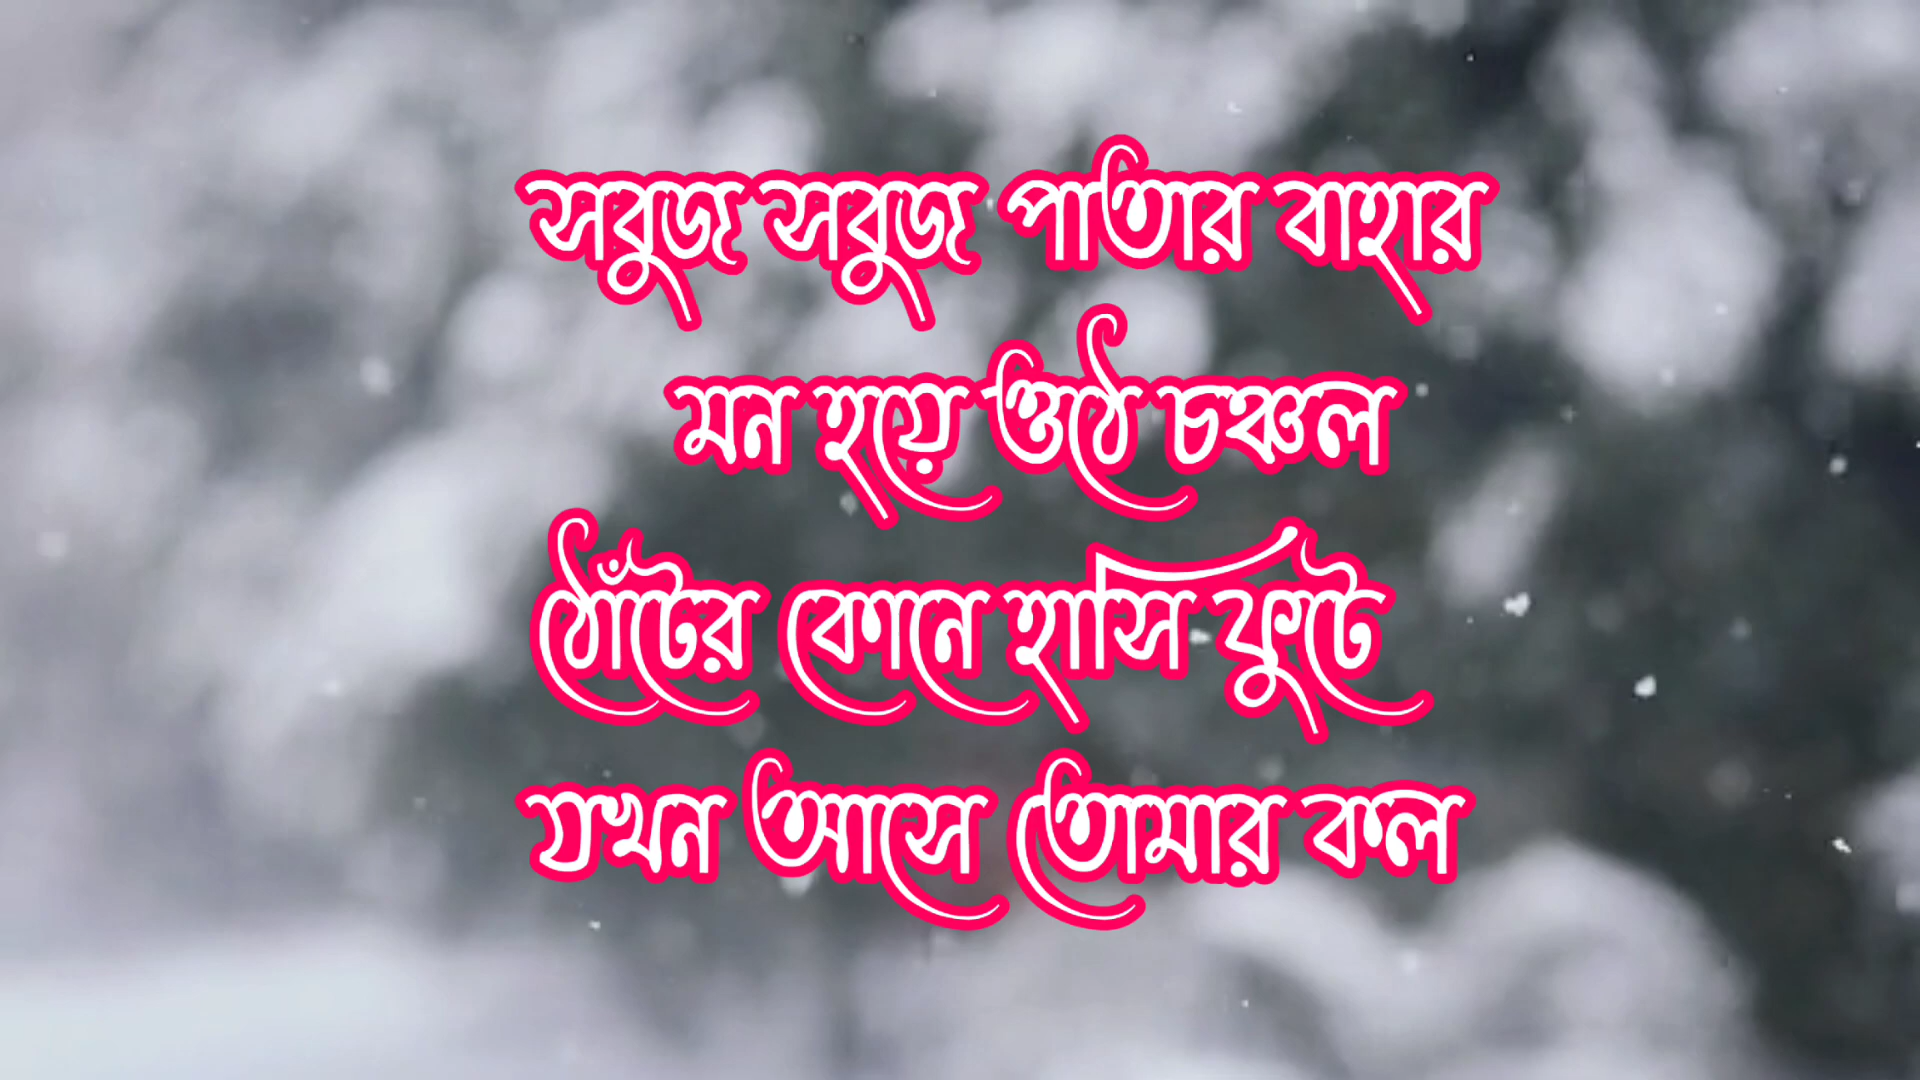 সবুজ সবুজ পাতার বাহার
মন হয়ে ওঠে চঞ্চল
ঠোঁটের কোনে হাসি ফুটে
যখন আসে তোমার কল